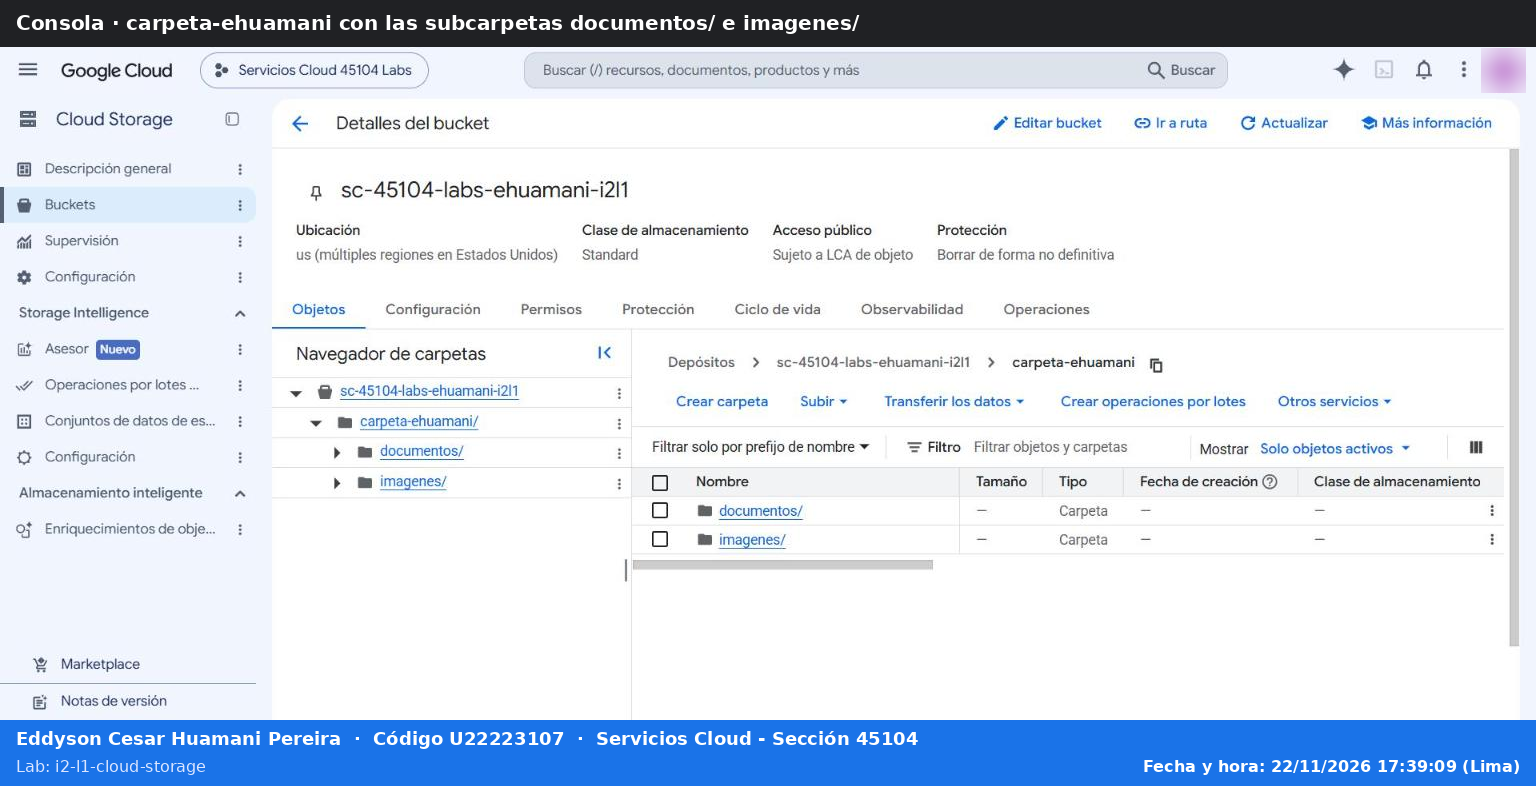 Consola · carpeta-ehuamani con las subcarpetas documentos/ e imagenes/
Google Cloud
Servicios Cloud 45104 Labs
Buscar (/) recursos, documentos, productos y más
Buscar
Cloud Storage
Descripción general
Buckets
Supervisión
Configuración
Storage Intelligence
Asesor Nuevo
Operaciones por lotes ...
Conjuntos de datos de es...
Configuración
Almacenamiento inteligente
Enriquecimientos de obje...
Marketplace
Notas de versión
Detalles del bucket
Editar bucket
Ir a ruta
Actualizar
Más información
sc-45104-labs-ehuamani-i2l1
Ubicación Clase de almacenamiento Acceso público Protección
us (múltiples regiones en Estados Unidos) Standard Sujeto a LCA de objeto Borrar de forma no definitiva
Objetos Configuración Permisos Protección Ciclo de vida Observabilidad Operaciones
Navegador de carpetas
sc-45104-labs-ehuamani-i2l1
carpeta-ehuamani/
documentos/
imagenes/
Depósitos > sc-45104-labs-ehuamani-i2l1 > carpeta-ehuamani
Crear carpeta Subir Transferir los datos Crear operaciones por lotes Otros servicios
Filtrar solo por prefijo de nombre Filtro Filtrar objetos y carpetas Mostrar Solo objetos activos
Nombre Tamaño Tipo Fecha de creación Clase de almacenamiento
documentos/ — Carpeta — —
imagenes/ — Carpeta — —
Eddyson Cesar Huamani Pereira · Código U22223107 · Servicios Cloud - Sección 45104
Lab: i2-l1-cloud-storage
Fecha y hora: 22/11/2026 17:39:09 (Lima)